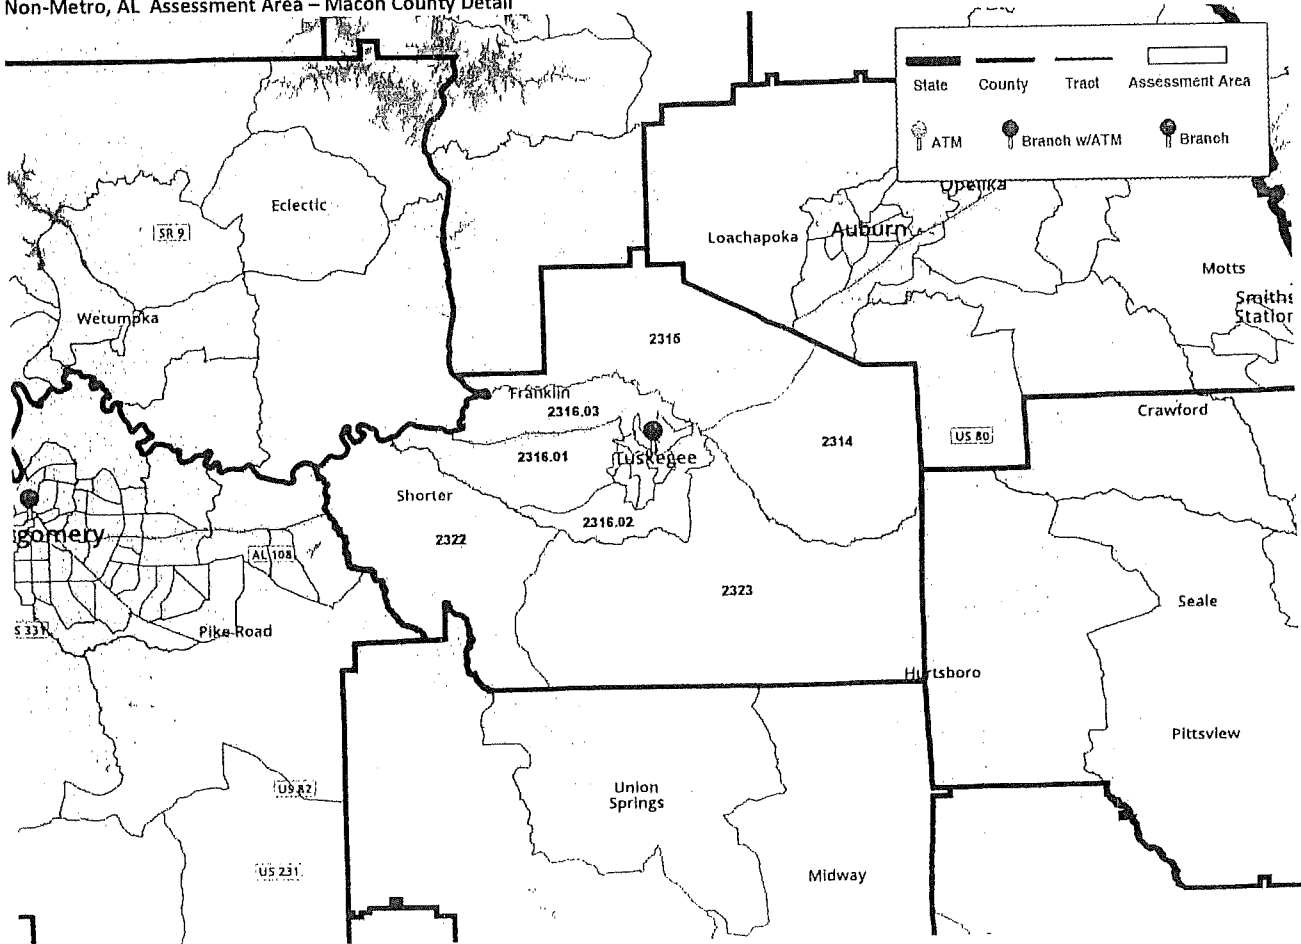 Non-Metro, AL Assessment Area – Macon County Detail
State County Tract Assessment Area
ATM Branch w/ATM Branch
Opelika
Eclectic
SR 9
Loachapoka
Auburn
Motts
Smiths
Station
Wetumpka
2315
Franklin
2316.03
Crawford
US 80
2314
2316.01
Tuskegee
Shorter
2316.02
gomery
2322
AL 108
2323
Seale
S 331
Pike Road
Hurtsboro
Pittsview
US 82
Union
Springs
US 231
Midway